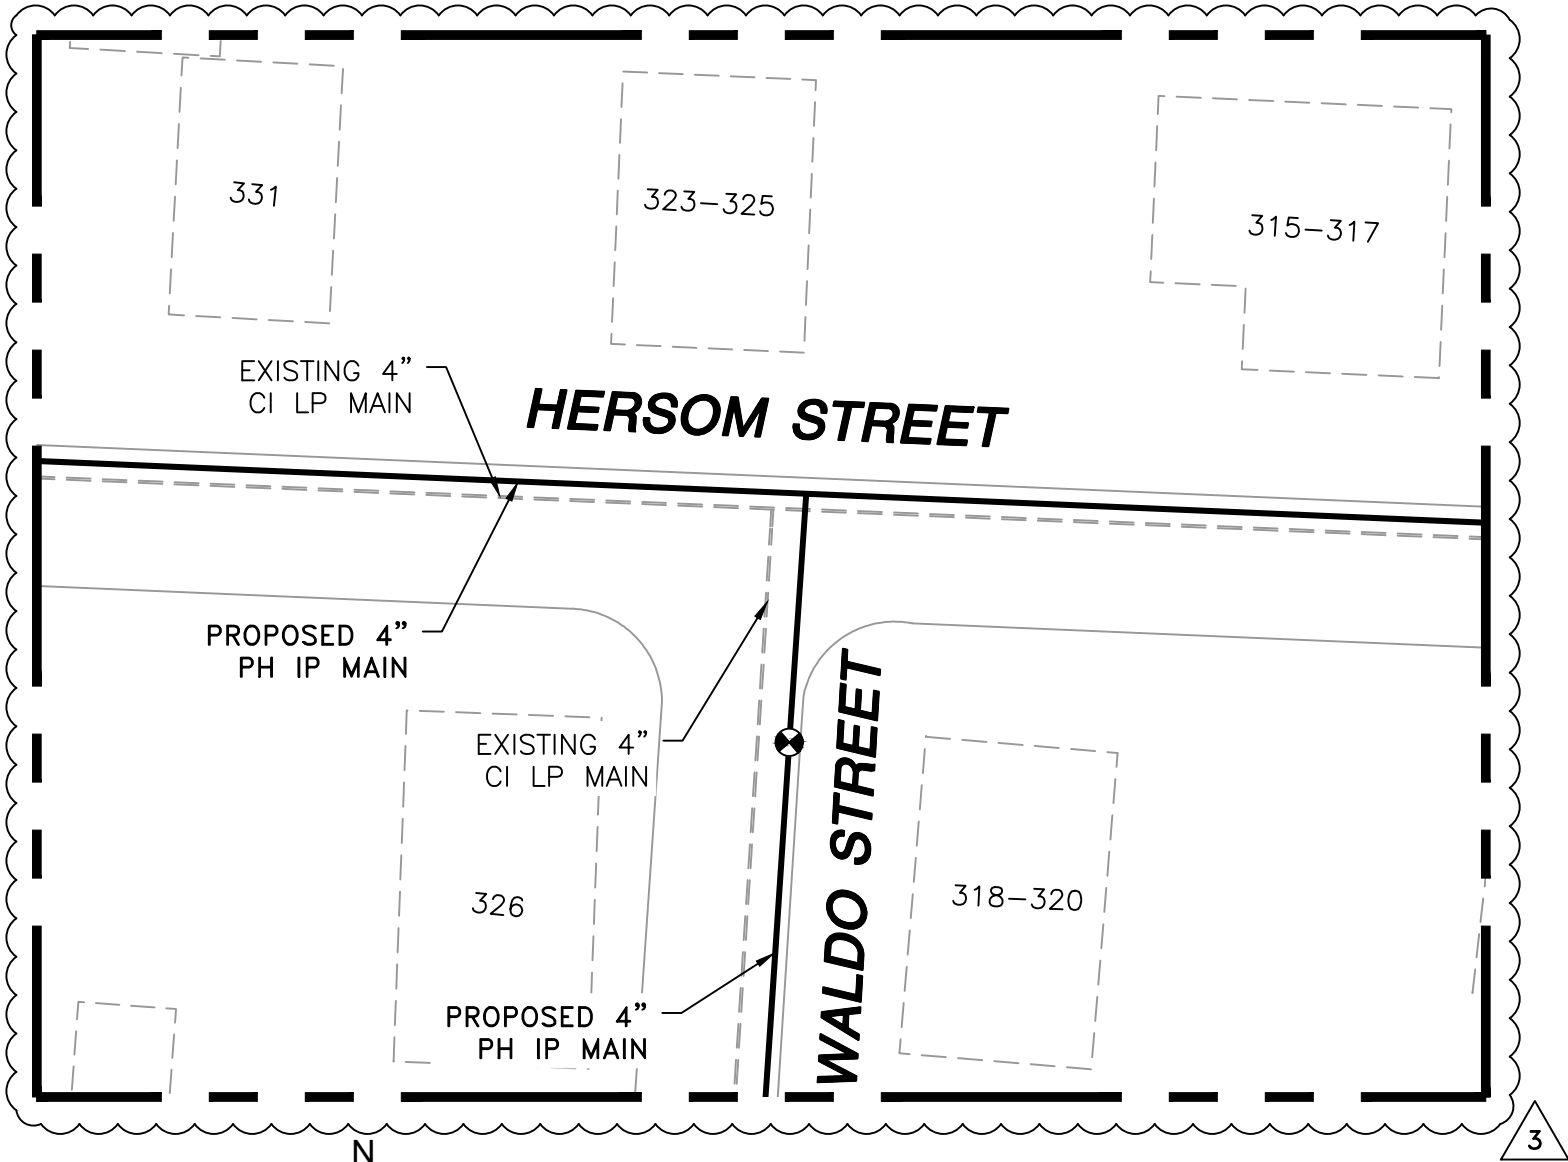 331
323-325
315-317
EXISTING 4”
CI LP MAIN
HERSOM STREET
PROPOSED 4”
PH IP MAIN
EXISTING 4”
CI LP MAIN
WALDO STREET
326
318-320
PROPOSED 4”
PH IP MAIN
N
3